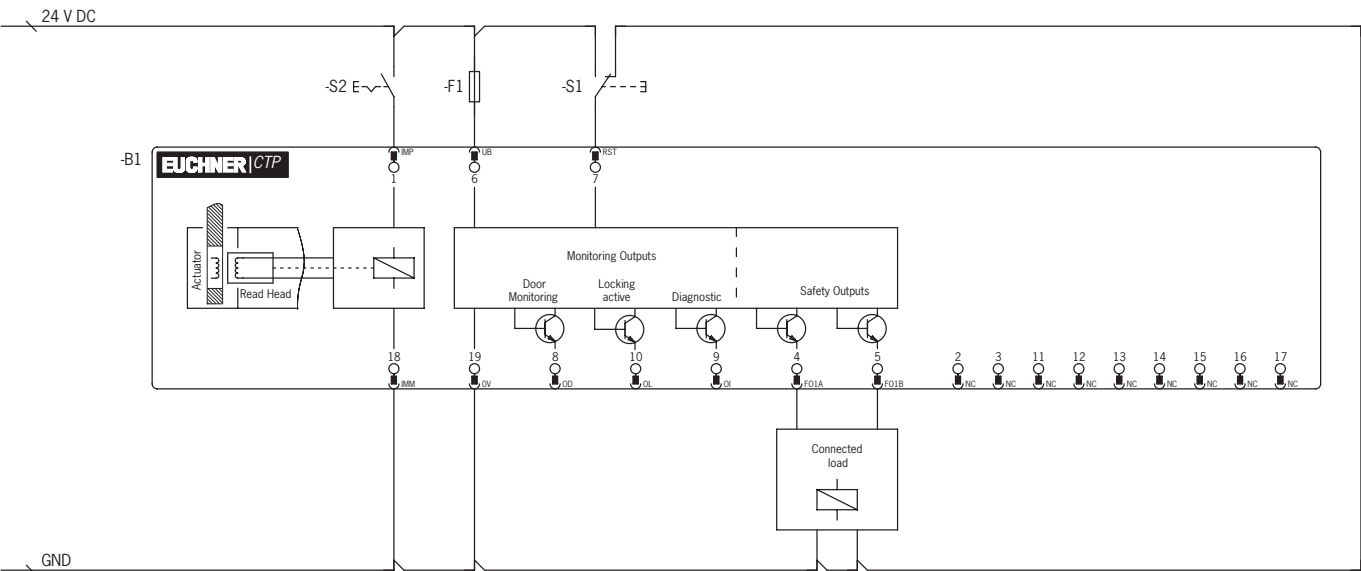 24 V DC
-S2
-F1
-S1
-B1
EUCHNER CTP
IMP
UB
RST
1
6
7
Actuator
Read Head
Monitoring Outputs
Door
Monitoring
Locking
active
Diagnostic
Safety Outputs
18 19 8 10 9 4 5 2 3 11 12 13 14 15 16 17
IMM 0V OD OL OI FO1A FO1B NC NC NC NC NC NC NC NC NC
Connected
load
GND